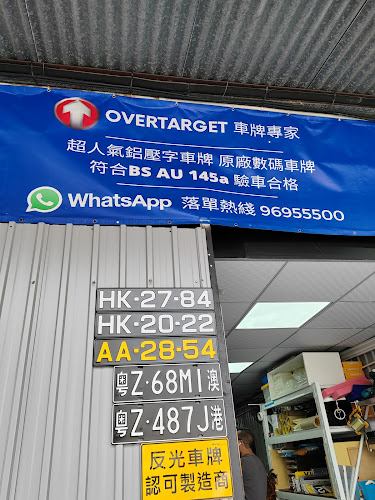 OVERTARGET 車牌專家
超人氣鋁壓字車牌 原廠數碼車牌
符合BS AU 145a 驗車合格
WhatsApp 落單熱綫 96955500
HK-27-84
HK-20-22
AA-28-54
粤Z·68M1澳
粤Z·487J港
反光車牌
認可製造商